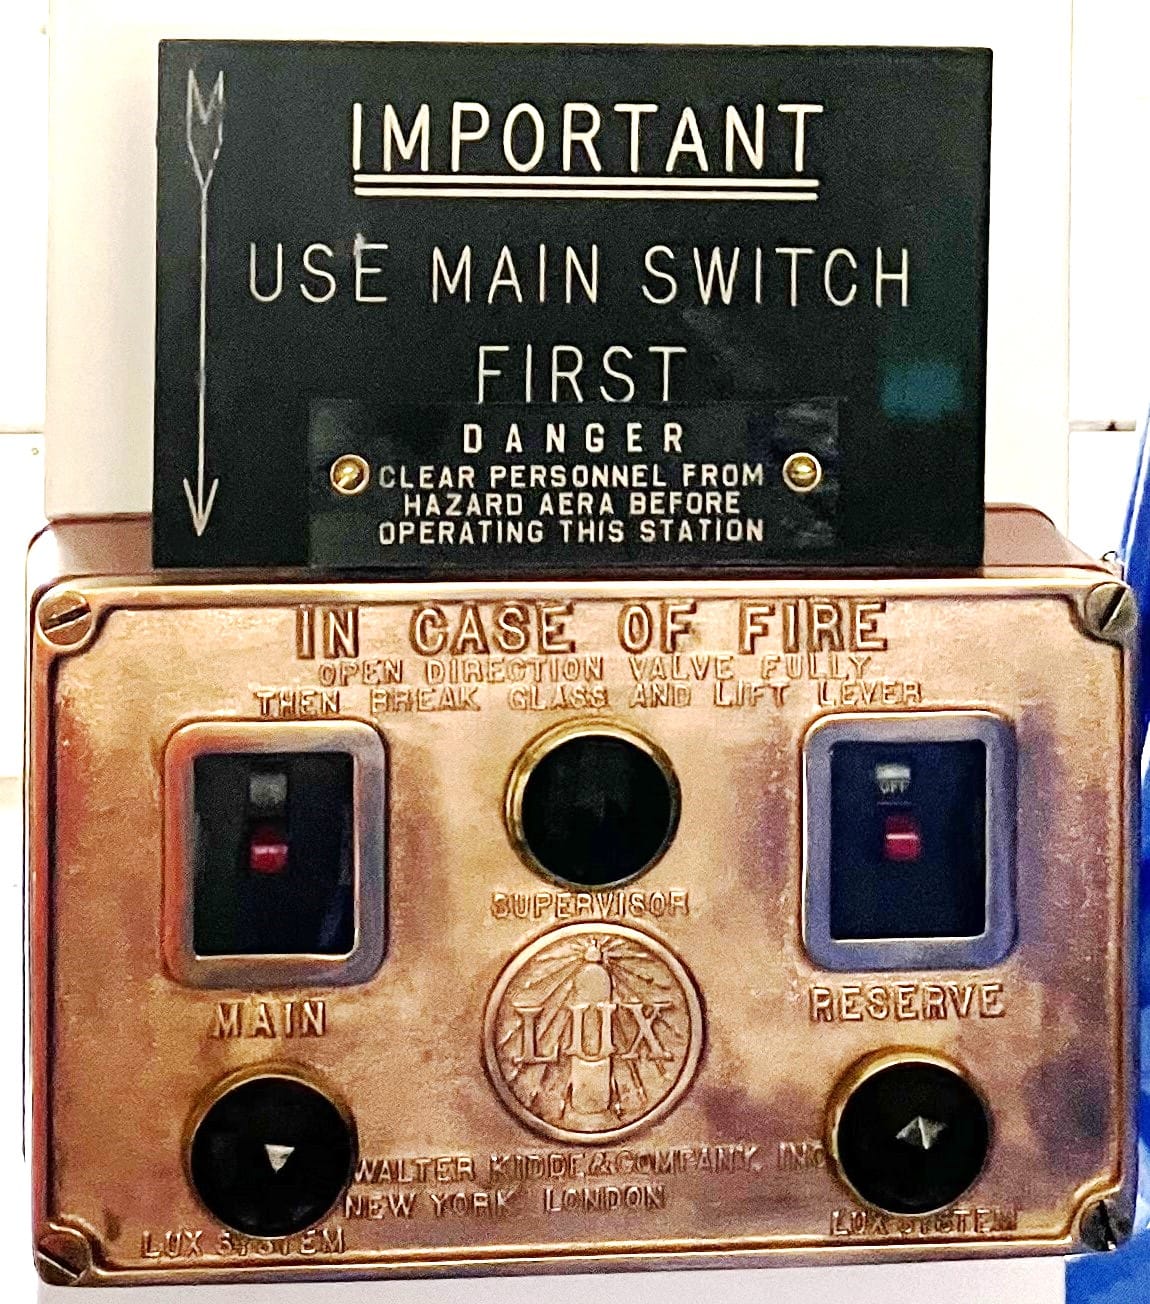 IMPORTANT
USE MAIN SWITCH
FIRST
DANGER
CLEAR PERSONNEL FROM
HAZARD AERA BEFORE
OPERATING THIS STATION
IN CASE OF FIRE
OPEN DIRECTION VALVE FULLY
THEN BREAK GLASS AND LIFT LEVER
OFF
SUPERVISOR
MAIN
RESERVE
LUX
WALTER KIDDE & COMPANY, INC
NEW YORK LONDON
LUX SYSTEM
LUX SYSTEM